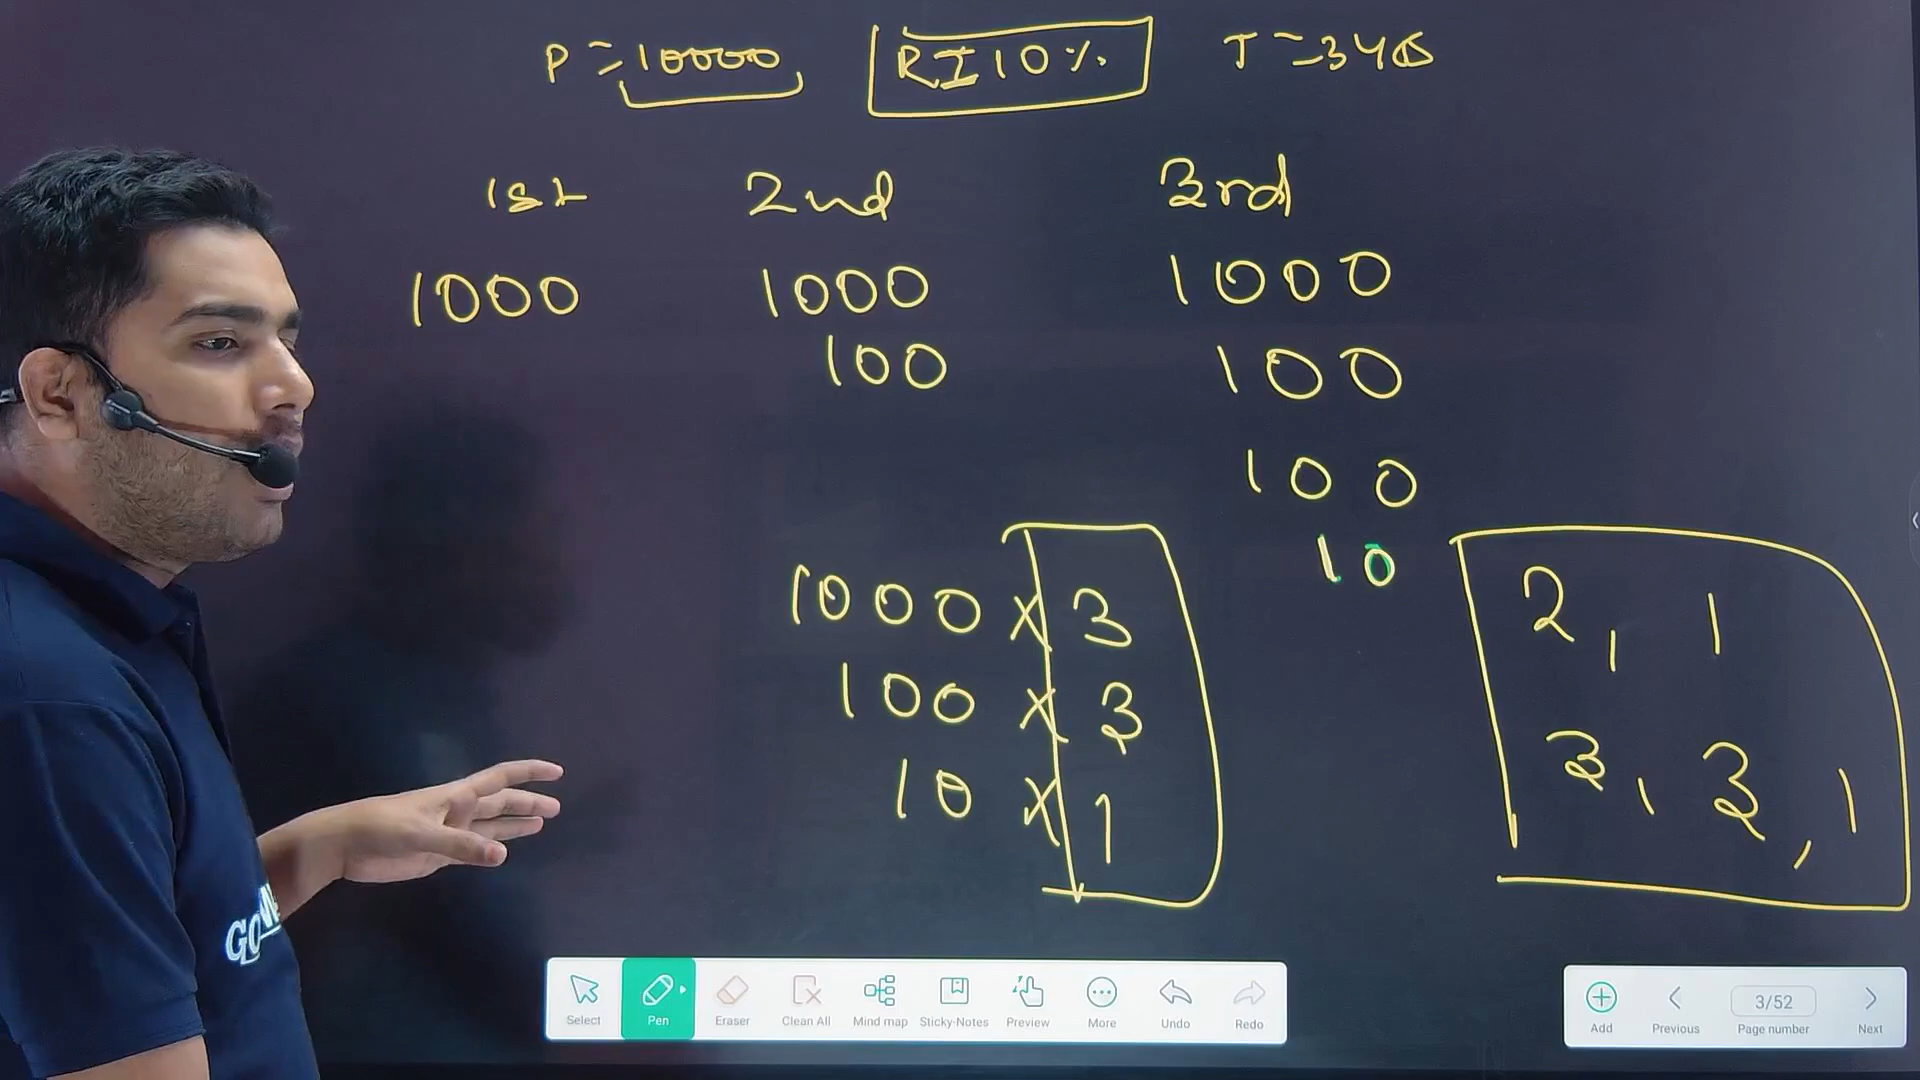 P = 10000 R = 10% T = 3 yrs
1st 2nd 3rd
1000 1000 1000
100 100
100
10
1000 x 3
100 x 3
10 x 1
2, 1
3, 3, 1
Select Pen Eraser Clean All Mind map Sticky-Notes Preview More Undo Redo
Add Previous 3/52 Page number Next